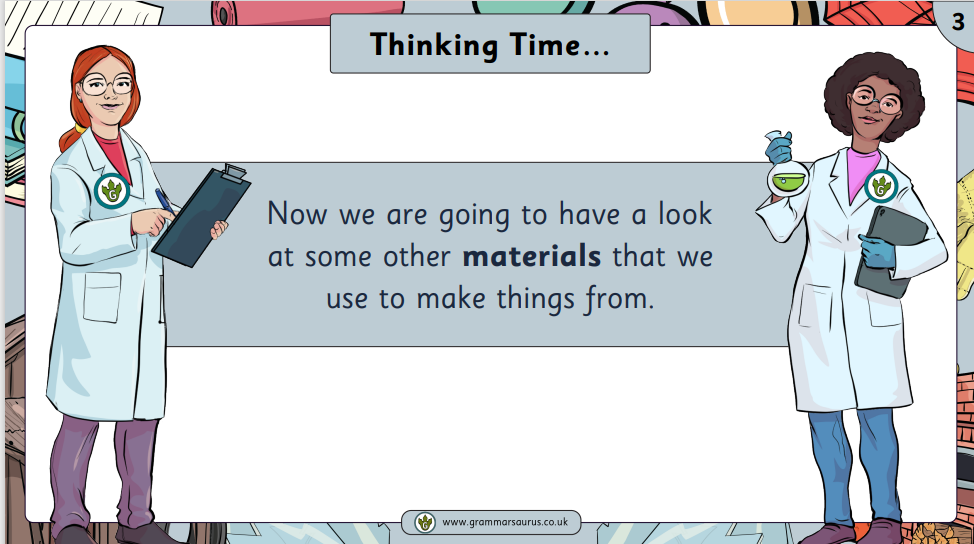 3
Thinking Time...
Now we are going to have a look
at some other materials that we
use to make things from.
www.grammarsaurus.co.uk